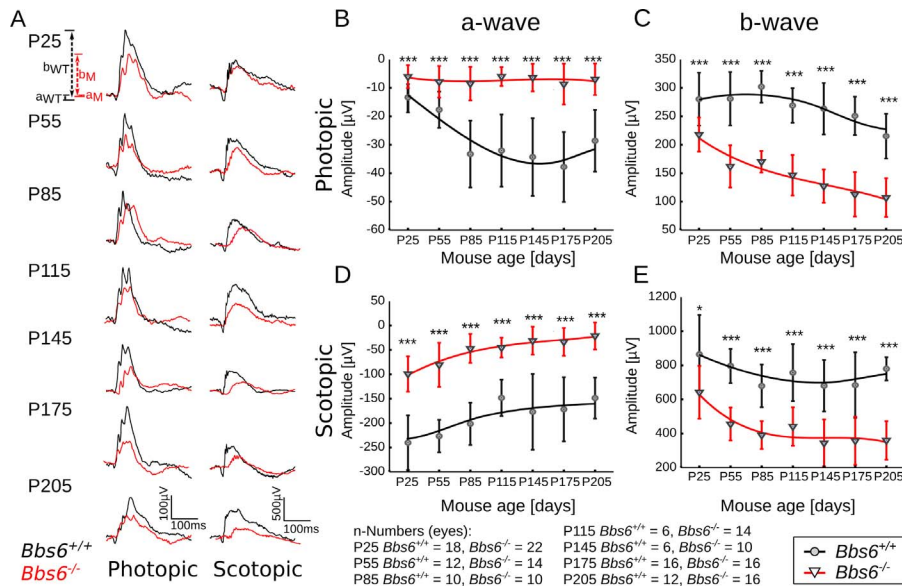 A
P25
bWT
bM
aWT
aM
P55
P85
P115
P145
P175
P205
100µV
100ms
500µV
100ms
Bbs6+/+
Bbs6-/-
Photopic
Scotopic
a-wave
b-wave
Photopic
Scotopic
B
Amplitude [µV]
10
0
-10
-20
-30
-40
-50
-60
*** *** *** *** *** *** ***
P25 P55 P85 P115 P145 P175 P205
Mouse age [days]
C
Amplitude [µV]
350
300
250
200
150
100
50
*** *** *** *** *** *** ***
P25 P55 P85 P115 P145 P175 P205
Mouse age [days]
D
Amplitude [µV]
50
0
-50
-100
-150
-200
-250
-300
*** *** *** *** *** *** ***
P25 P55 P85 P115 P145 P175 P205
Mouse age [days]
E
Amplitude [µV]
1200
1000
800
600
400
200
* *** *** *** *** *** ***
P25 P55 P85 P115 P145 P175 P205
Mouse age [days]
n-Numbers (eyes):
P25 Bbs6+/+ = 18, Bbs6-/- = 22
P55 Bbs6+/+ = 12, Bbs6-/- = 14
P85 Bbs6+/+ = 10, Bbs6-/- = 10
P115 Bbs6+/+ = 6, Bbs6-/- = 14
P145 Bbs6+/+ = 6, Bbs6-/- = 10
P175 Bbs6+/+ = 16, Bbs6-/- = 16
P205 Bbs6+/+ = 12, Bbs6-/- = 16
Bbs6+/+
Bbs6-/-